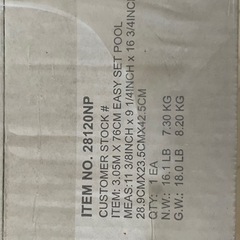 ITEM NO. 28120NP
CUSTOMER STOCK #
ITEM: 3.05M X 76CM EASY SET POOL
MEAS:11 3/8INCH x 9 1/4INCH x 16 3/4INCH
28.9CMX23.5CMX42.5CM
QTY: 1 EA
N.W.: 16.1 LB 7.30 KG
G.W.: 18.0 LB 8.20 KG